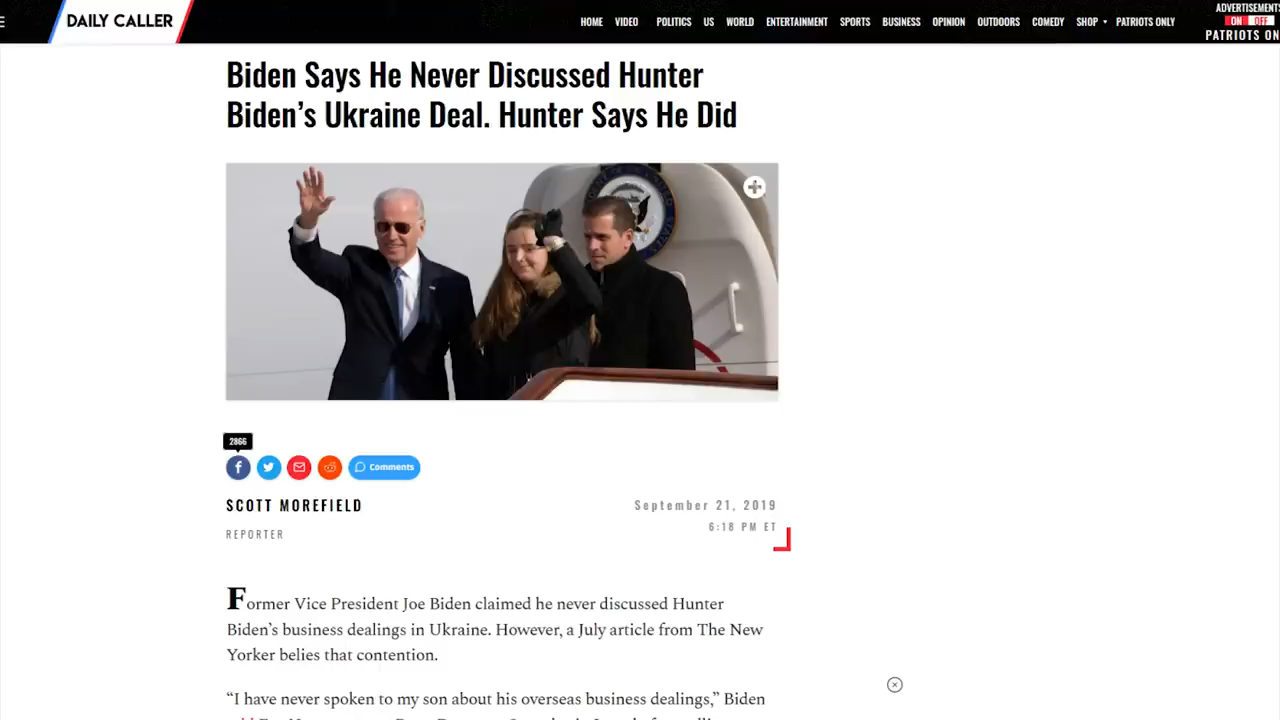 DAILY CALLER
HOME VIDEO POLITICS US WORLD ENTERTAINMENT SPORTS BUSINESS OPINION OUTDOORS COMEDY SHOP PATRIOTS ONLY
ADVERTISEMENTS
ON OFF
PATRIOTS ON
Biden Says He Never Discussed Hunter
Biden’s Ukraine Deal. Hunter Says He Did
2866
Comments
SCOTT MOREFIELD
September 21, 2019
REPORTER
6:18 PM ET
Former Vice President Joe Biden claimed he never discussed Hunter
Biden’s business dealings in Ukraine. However, a July article from The New
Yorker belies that contention.
“I have never spoken to my son about his overseas business dealings,” Biden